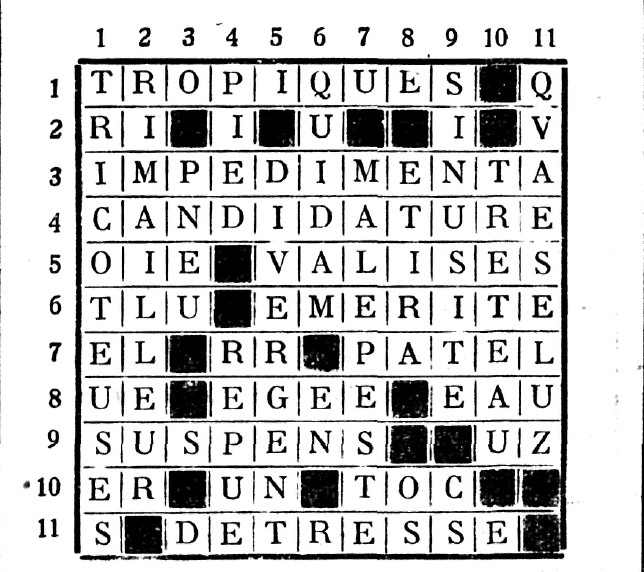 1 2 3 4 5 6 7 8 9 10 11
1 T R O P I Q U E S Q
2 R I I U I V
3 I M P E D I M E N T A
4 C A N D I D A T U R E
5 O I E V A L I S E S
6 T L U E M E R I T E
7 E L R R P A T E L
8 U E E G E E E A U
9 S U S P E N S U Z
10 E R U N T O C
11 S D E T R E S S E